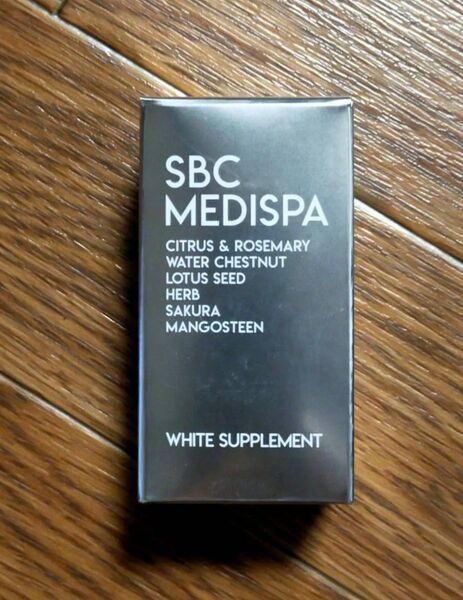 SBC
MEDISPA
CITRUS & ROSEMARY
WATER CHESTNUT
LOTUS SEED
HERB
SAKURA
MANGOSTEEN
WHITE SUPPLEMENT